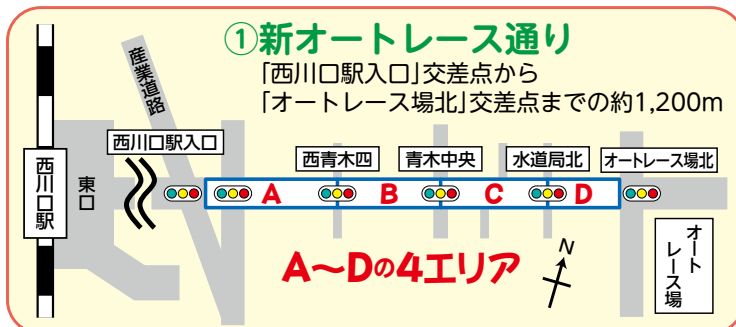 ①新オートレース通り
「西川口駅入口」交差点から
「オートレース場北」交差点までの約1,200m
産業道路
西川口駅入口
西青木四
青木中央
水道局北
オートレース場北
西川口駅
東口
A
B
C
D
A〜Dの4エリア
N
オート
レース場